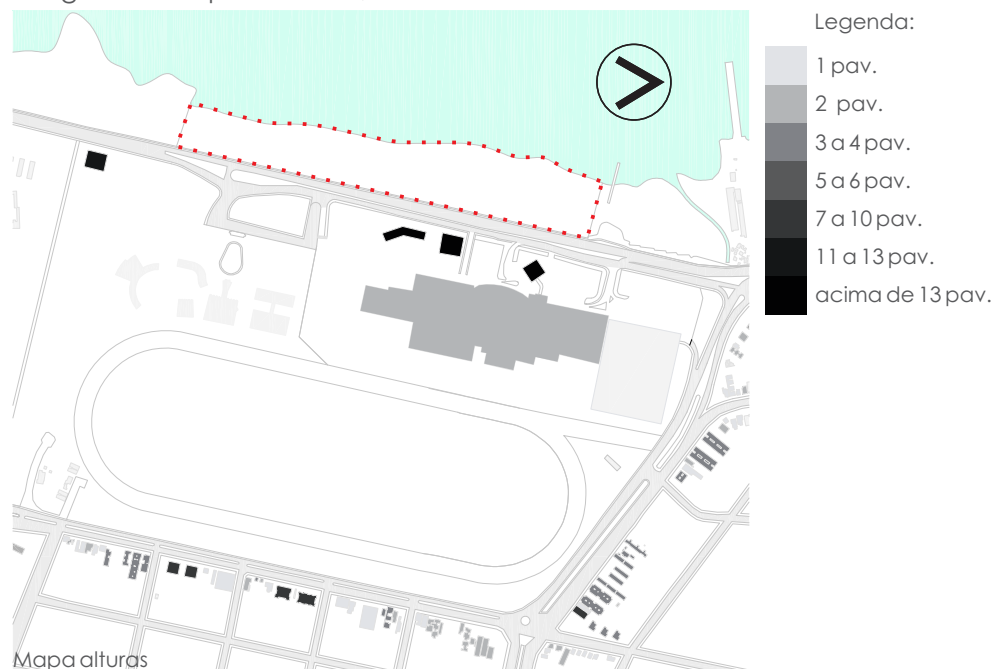 Legenda:
1 pav.
2 pav.
3 a 4 pav.
5 a 6 pav.
7 a 10 pav.
11 a 13 pav.
acima de 13 pav.
Mapa alturas